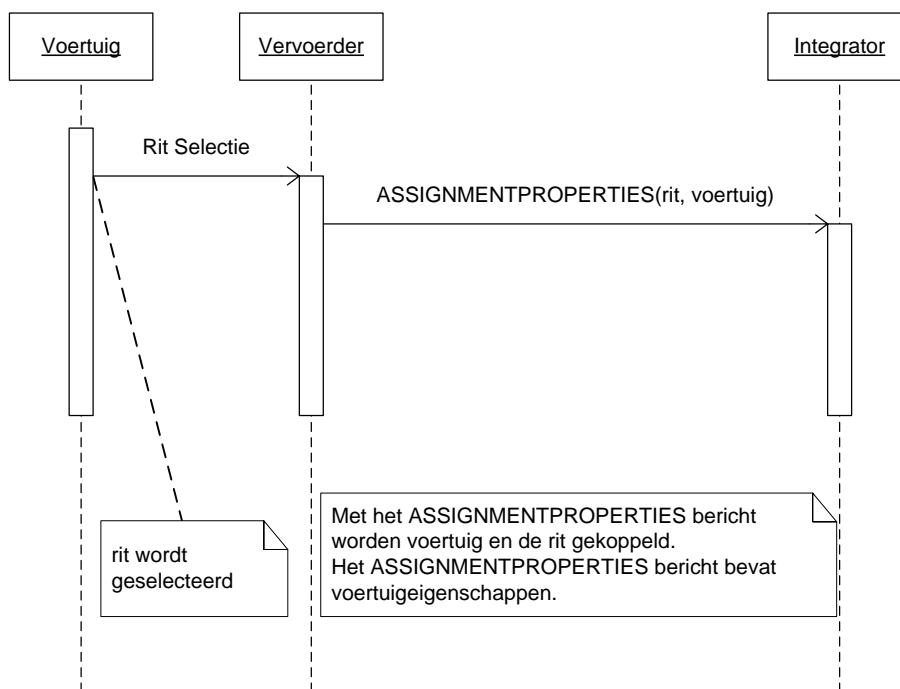 Voertuig
Vervoerder
Integrator
Rit Selectie
ASSIGNMENTPROPERTIES(rit, voertuig)
rit wordt
geselecteerd
Met het ASSIGNMENTPROPERTIES bericht
worden voertuig en de rit gekoppeld.
Het ASSIGNMENTPROPERTIES bericht bevat
voertuigeigenschappen.